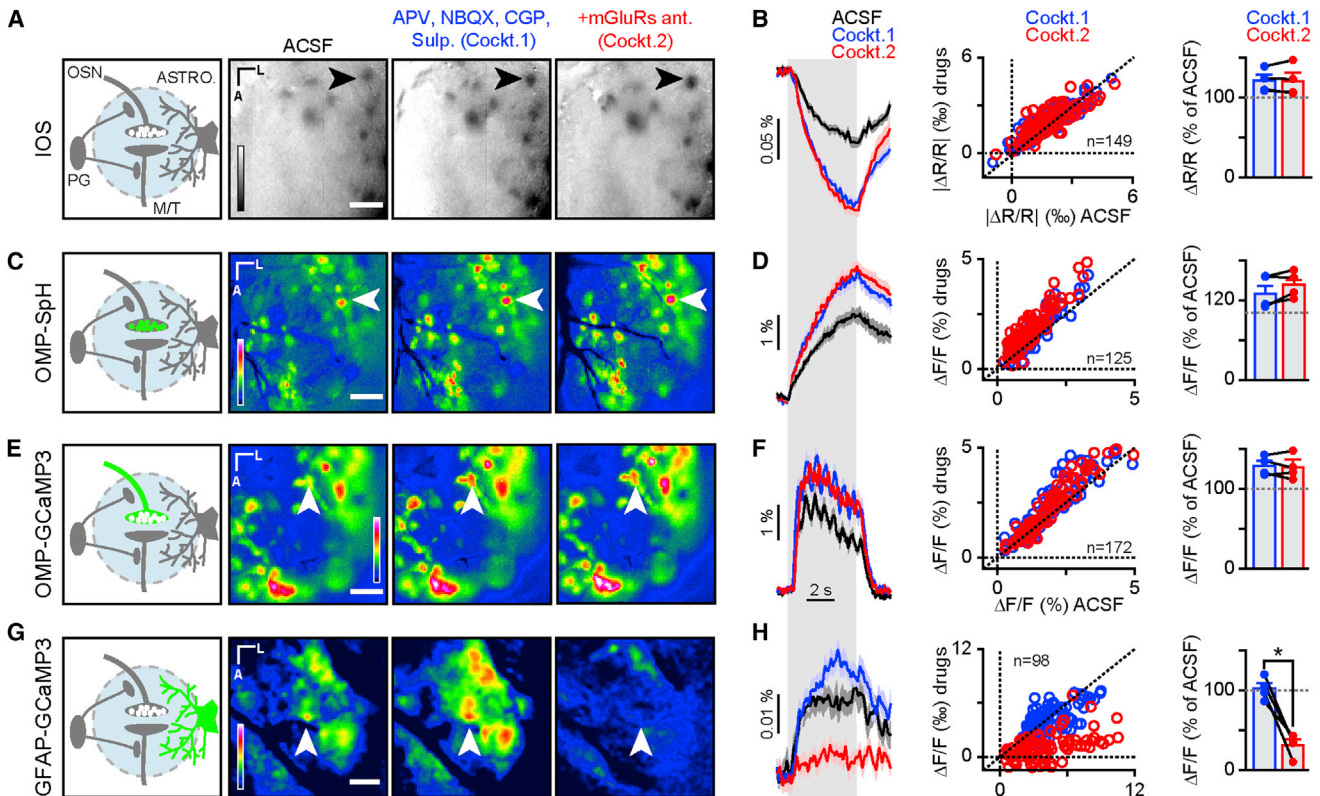 A
ACSF
APV, NBQX, CGP,
Sulp. (Cockt.1)
+mGluRs ant.
(Cockt.2)
IOS
OSN
ASTRO.
PG
M/T
L
A
B
ACSF
Cockt.1
Cockt.2
0.05 %
Cockt.1
Cockt.2
|ΔR/R| (‰) drugs
6
0
n=149
0
6
|ΔR/R| (‰) ACSF
Cockt.1
Cockt.2
ΔR/R (% of ACSF)
100
0
C
OMP-SpH
L
A
D
1 %
ΔF/F (%) drugs
5
0
n=125
0
5
ΔF/F (% of ACSF)
120
0
E
OMP-GCaMP3
L
A
F
1 %
2 s
ΔF/F (%) drugs
5
0
n=172
0
5
ΔF/F (%) ACSF
ΔF/F (% of ACSF)
100
0
G
GFAP-GCaMP3
L
A
H
0.01 %
ΔF/F (‰) drugs
12
0
n=98
0
12
ΔF/F (% of ACSF)
*
100
0